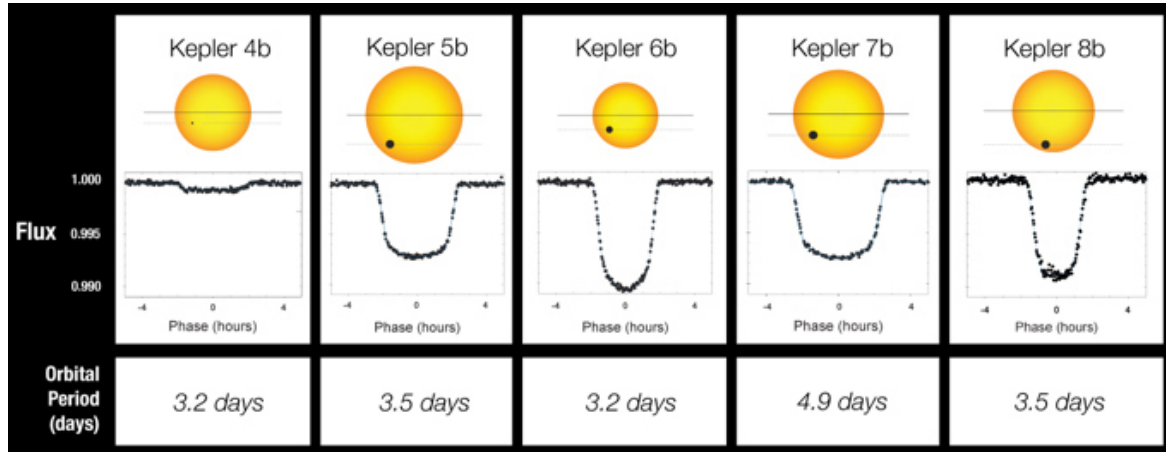 Kepler 4b
Kepler 5b
Kepler 6b
Kepler 7b
Kepler 8b
Flux
1.000
0.995
0.990
-4 0 4
-4 0 4
-4 0 4
-4 0 4
-4 0 4
Phase (hours)
Phase (hours)
Phase (hours)
Phase (hours)
Phase (hours)
Orbital
Period
(days)
3.2 days
3.5 days
3.2 days
4.9 days
3.5 days